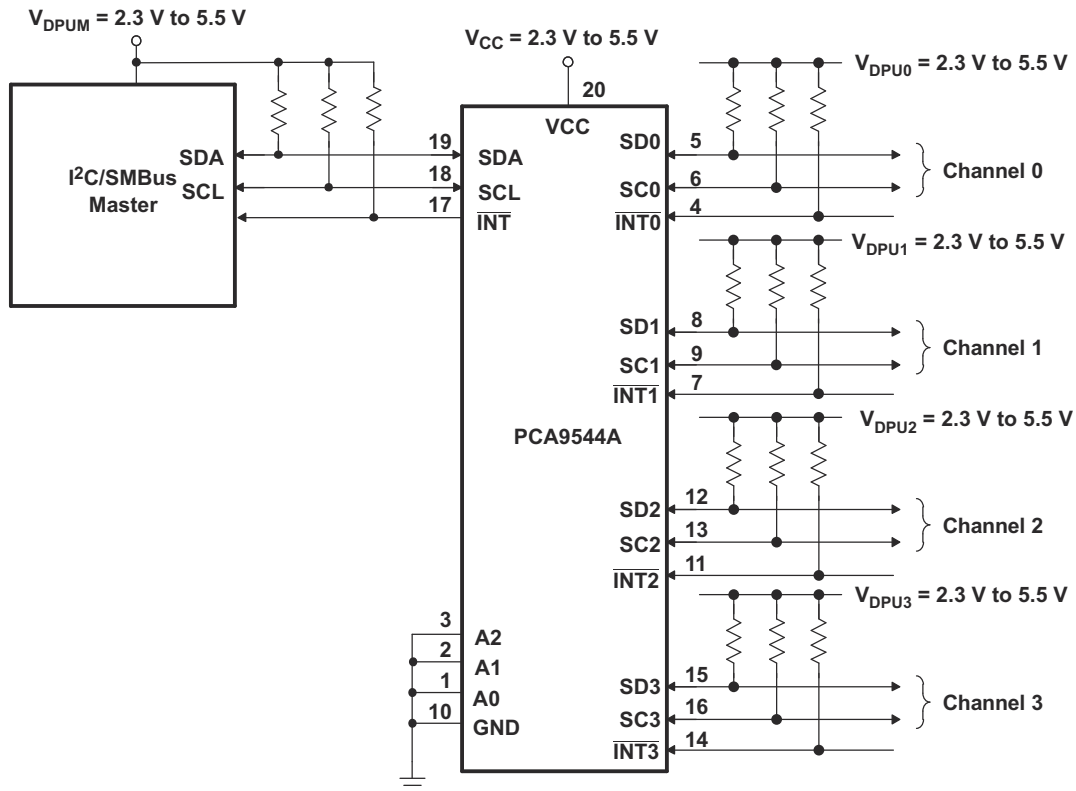 V_DPUM = 2.3 V to 5.5 V
V_CC = 2.3 V to 5.5 V
20
VCC
I²C/SMBus
Master
SDA
SCL
19
18
17
SDA
SCL
INT
PCA9544A
3
2
1
10
A2
A1
A0
GND
V_DPU0 = 2.3 V to 5.5 V
SD0
5
SC0
6
INT0
4
Channel 0
V_DPU1 = 2.3 V to 5.5 V
SD1
8
SC1
9
INT1
7
Channel 1
V_DPU2 = 2.3 V to 5.5 V
SD2
12
SC2
13
INT2
11
Channel 2
V_DPU3 = 2.3 V to 5.5 V
SD3
15
SC3
16
INT3
14
Channel 3